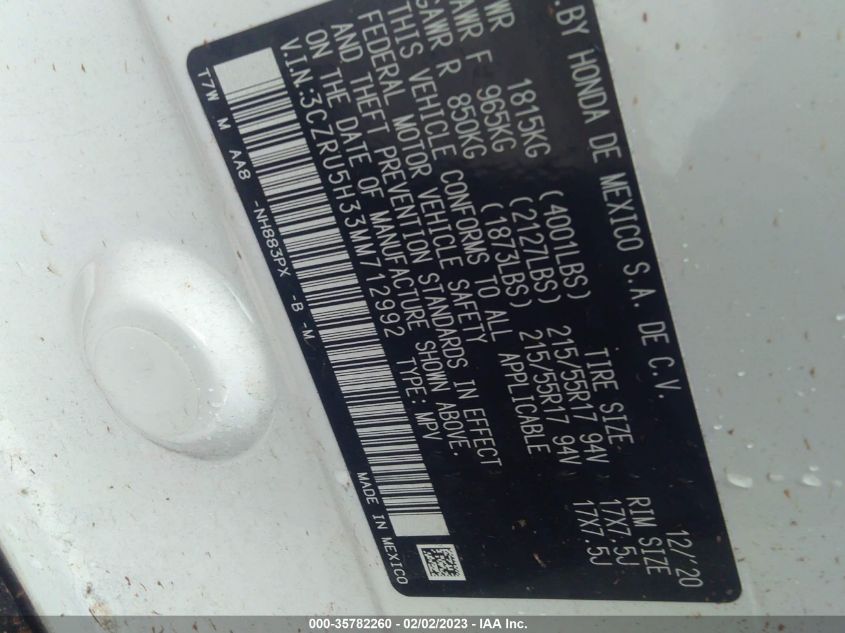 BY HONDA DE MEXICO S.A. DE C.V. 12/'20
WR 1815KG (4001LBS) TIRE SIZE RIM SIZE
AWR F 965KG (2127LBS) 215/55R17 94V 17X7.5J
GAWR R 850KG (1873LBS) 215/55R17 94V 17X7.5J
THIS VEHICLE CONFORMS TO ALL APPLICABLE
FEDERAL MOTOR VEHICLE SAFETY
AND THEFT PREVENTION STANDARDS IN EFFECT
ON THE DATE OF MANUFACTURE SHOWN ABOVE.
V.I.N.:3CZRU5H33MM712992 TYPE: MPV
T7W M AA8 -NH883PX -B -M MADE IN MEXICO
000-35782260 - 02/02/2023 - IAA Inc.